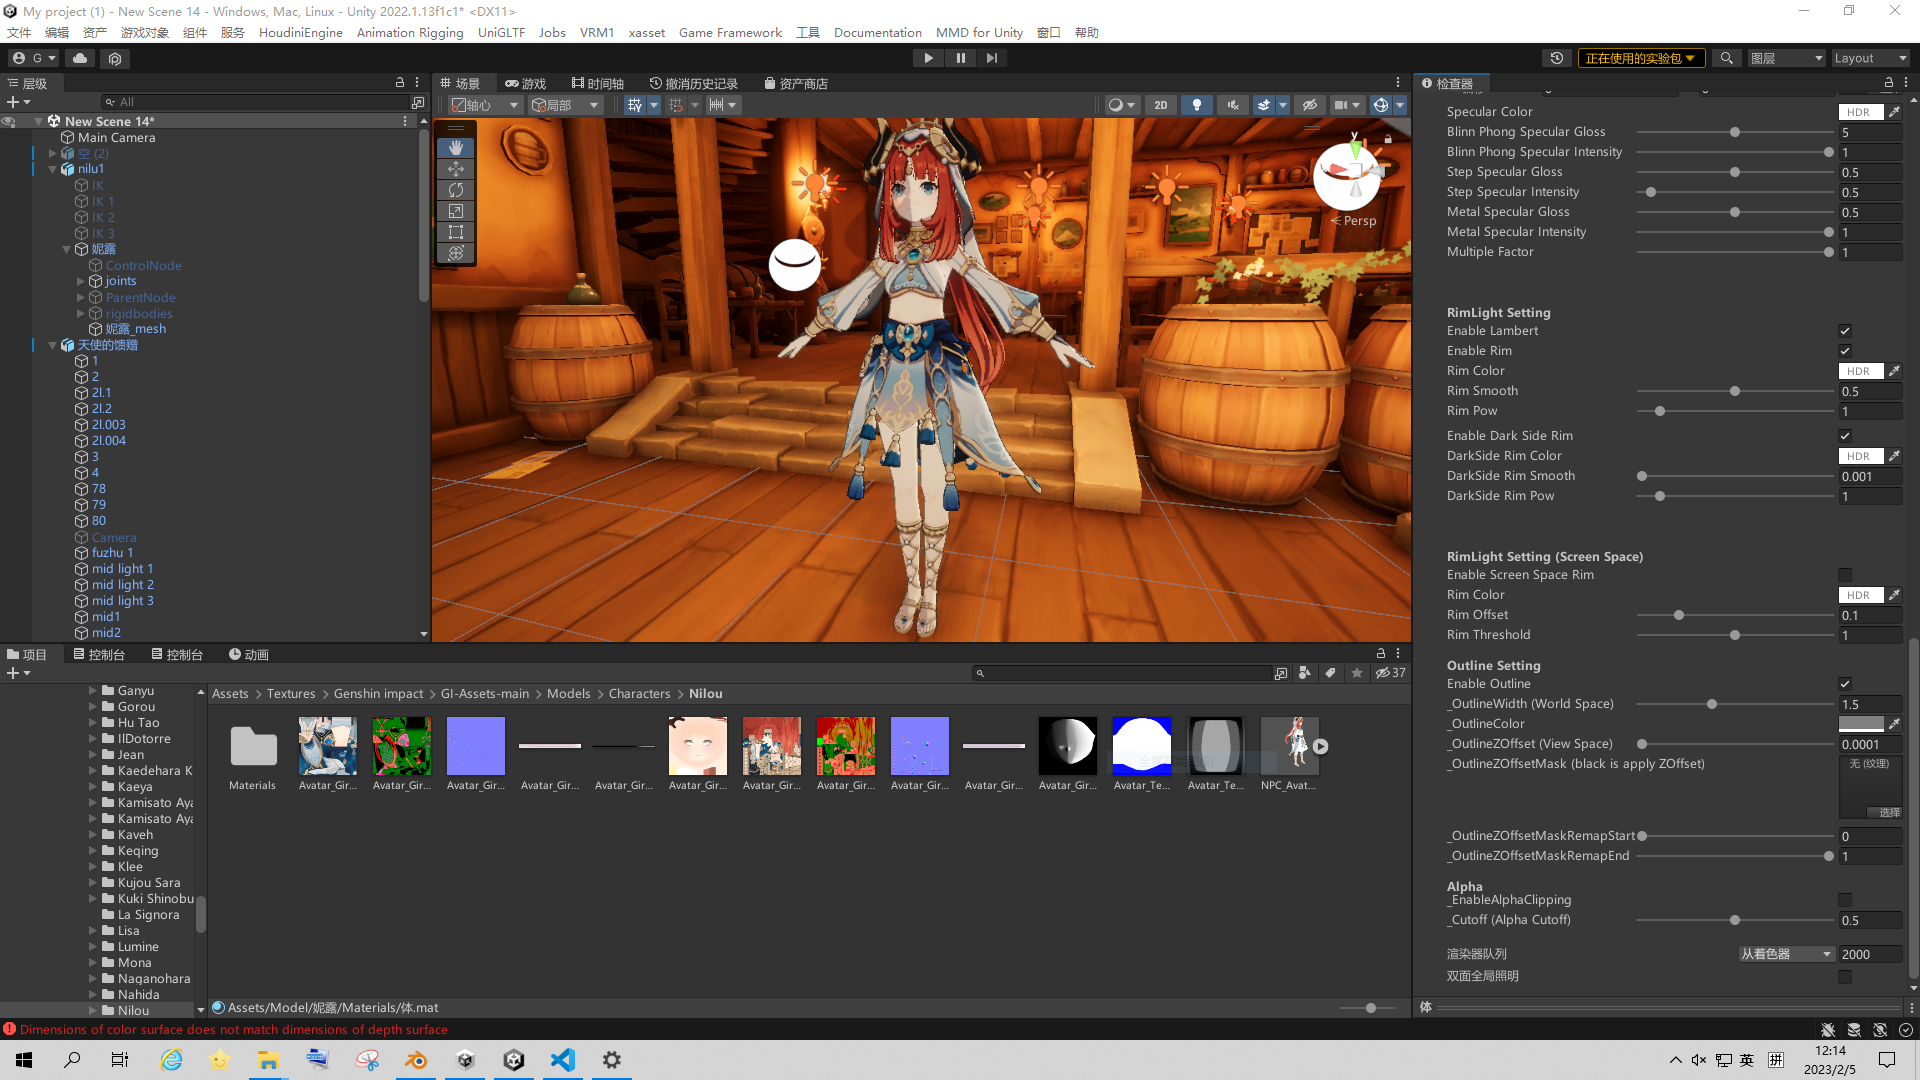 My project (1) - New Scene 14 - Windows, Mac, Linux - Unity 2022.1.13f1c1* <DX11>
文件 编辑 资产 游戏对象 组件 服务 HoudiniEngine Animation Rigging UniGLTF Jobs VRM1 xasset Game Framework 工具 Documentation MMD for Unity 窗口 帮助
G 正在使用的实验包 图层 Layout
层级
All
New Scene 14*
Main Camera
空 (2)
nilu1
IK
IK 1
IK 2
IK 3
妮露
ControlNode
joints
ParentNode
rigidbodies
妮露_mesh
天使的馈赠
1
2
2l.1
2l.2
2l.003
2l.004
3
4
78
79
80
Camera
fuzhu 1
mid light 1
mid light 2
mid light 3
mid1
mid2
场景 游戏 时间轴 撤消历史记录 资产商店
轴心 局部 2D
y
Persp
检查器
Specular Color HDR
Blinn Phong Specular Gloss 5
Blinn Phong Specular Intensity 1
Step Specular Gloss 0.5
Step Specular Intensity 0.5
Metal Specular Gloss 0.5
Metal Specular Intensity 1
Multiple Factor 1
RimLight Setting
Enable Lambert
Enable Rim
Rim Color HDR
Rim Smooth 0.5
Rim Pow 1
Enable Dark Side Rim
DarkSide Rim Color HDR
DarkSide Rim Smooth 0.001
DarkSide Rim Pow 1
RimLight Setting (Screen Space)
Enable Screen Space Rim
Rim Color HDR
Rim Offset 0.1
Rim Threshold 1
Outline Setting
Enable Outline
_OutlineWidth (World Space) 1.5
_OutlineColor
_OutlineZOffset (View Space) 0.0001
_OutlineZOffsetMask (black is apply ZOffset) 无 (纹理)
选择
_OutlineZOffsetMaskRemapStart 0
_OutlineZOffsetMaskRemapEnd 1
Alpha
_EnableAlphaClipping
_Cutoff (Alpha Cutoff) 0.5
渲染器队列 从着色器 2000
双面全局照明
体
项目 控制台 控制台 动画
37
Ganyu
Gorou
Hu Tao
IlDotorre
Jean
Kaedehara K
Kaeya
Kamisato Aya
Kamisato Aya
Kaveh
Keqing
Klee
Kujou Sara
Kuki Shinobu
La Signora
Lisa
Lumine
Mona
Naganohara
Nahida
Nilou
Assets > Textures > Genshin impact > GI-Assets-main > Models > Characters > Nilou
Materials Avatar_Gir... Avatar_Gir... Avatar_Gir... Avatar_Gir... Avatar_Gir... Avatar_Gir... Avatar_Gir... Avatar_Gir... Avatar_Gir... Avatar_Gir... Avatar_Gir... Avatar_Te... Avatar_Te... NPC_Avat...
Assets/Model/妮露/Materials/体.mat
Dimensions of color surface does not match dimensions of depth surface
英 拼 12:14
2023/2/5